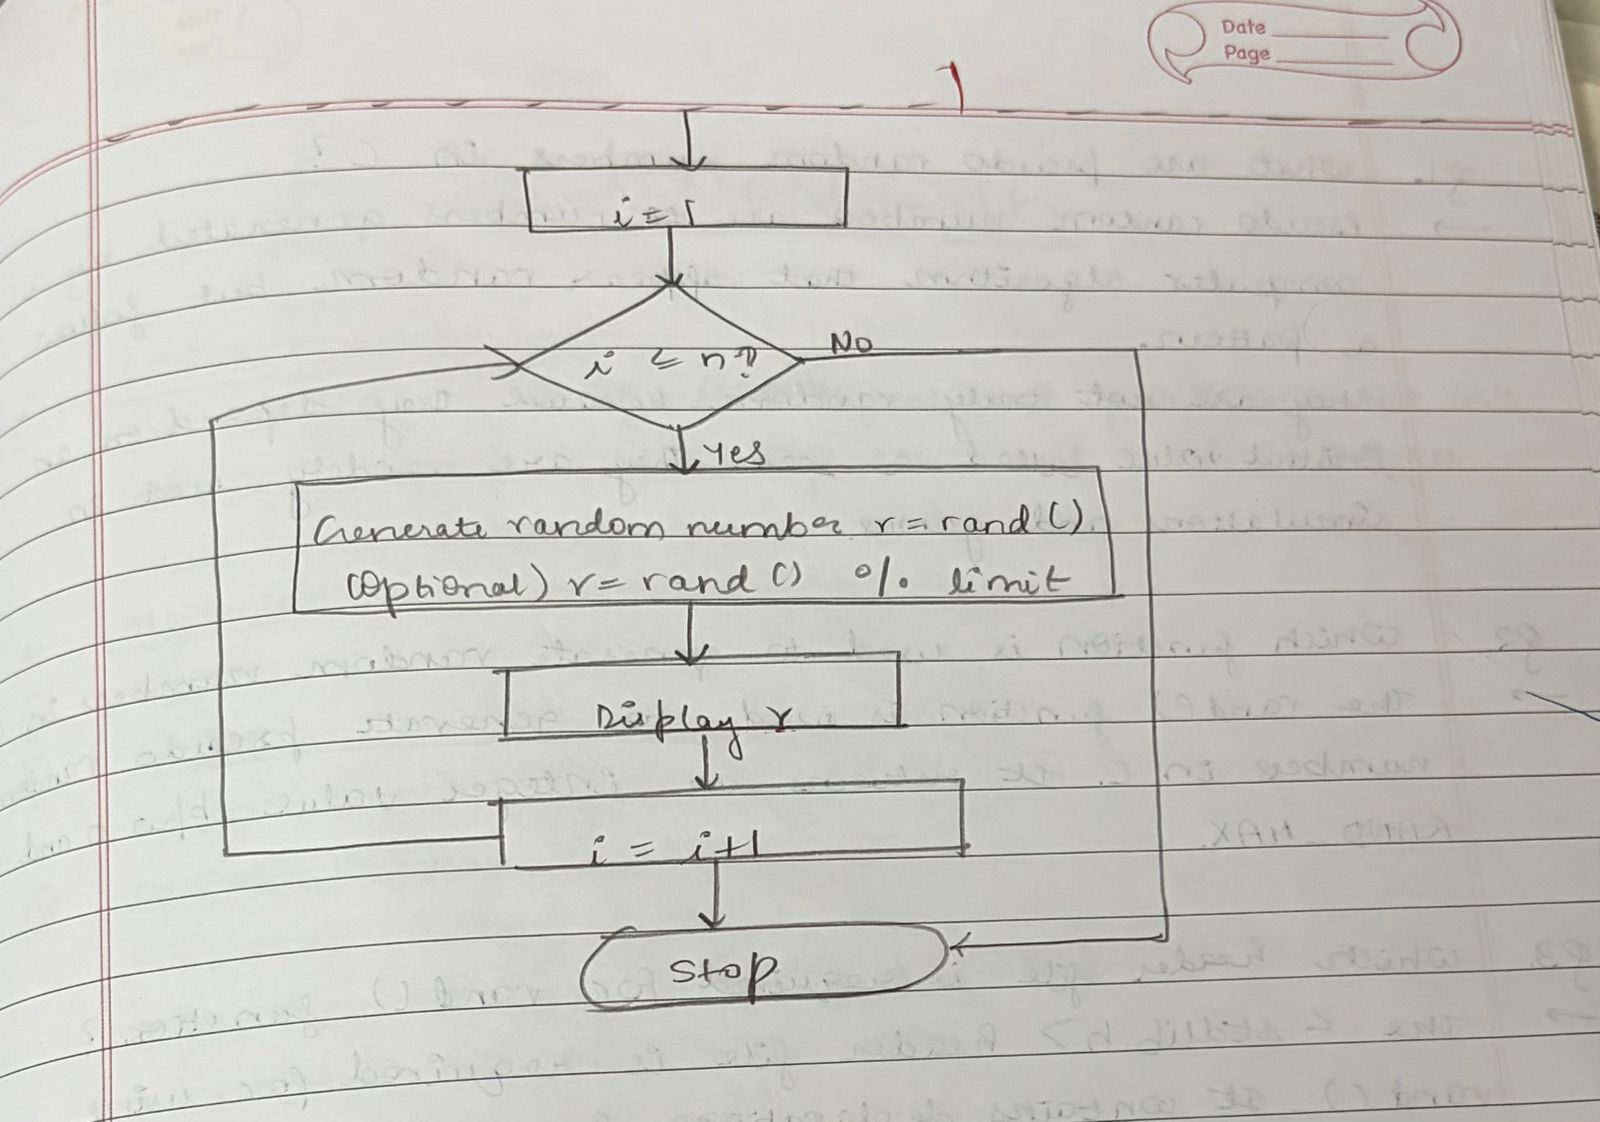 Date
Page
i = 1
i ≤ n?
No
Yes
Generate random number r = rand()
(optional) r = rand() % limit
Display r
i = i+1
Stop